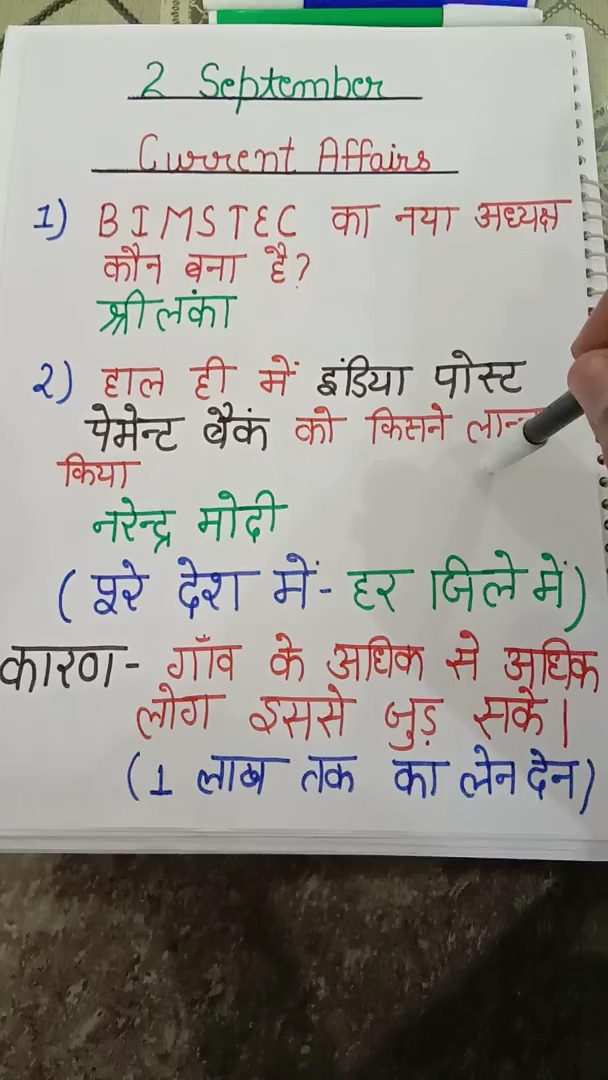 2 September
Current Affairs
1) BIMSTEC का नया अध्यक्ष
कौन बना है?
श्रीलंका
2) हाल ही में इंडिया पोस्ट
पेमेन्ट बैकं को किसने
किया
नरेन्द्र मोदी
(पूरे देश में - हर जिले में)
कारण - गाँव के अधिक से अधिक
लोग इससे जुड़ सके।
(1 लाख तक का लेन देन)